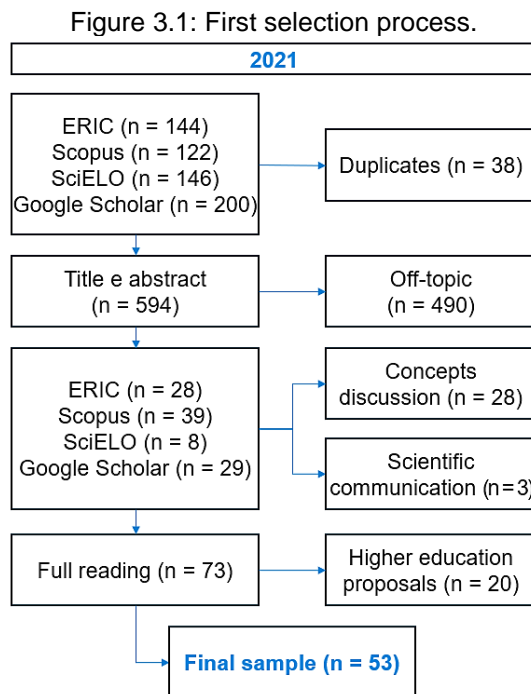 Figure 3.1: First selection process.
2021
ERIC (n = 144)
Scopus (n = 122)
SciELO (n = 146)
Google Scholar (n = 200)
Duplicates (n = 38)
Title e abstract
(n = 594)
Off-topic
(n = 490)
ERIC (n = 28)
Scopus (n = 39)
SciELO (n = 8)
Google Scholar (n = 29)
Concepts
discussion (n = 28)
Scientific
communication (n=3)
Full reading (n = 73)
Higher education
proposals (n = 20)
Final sample (n = 53)